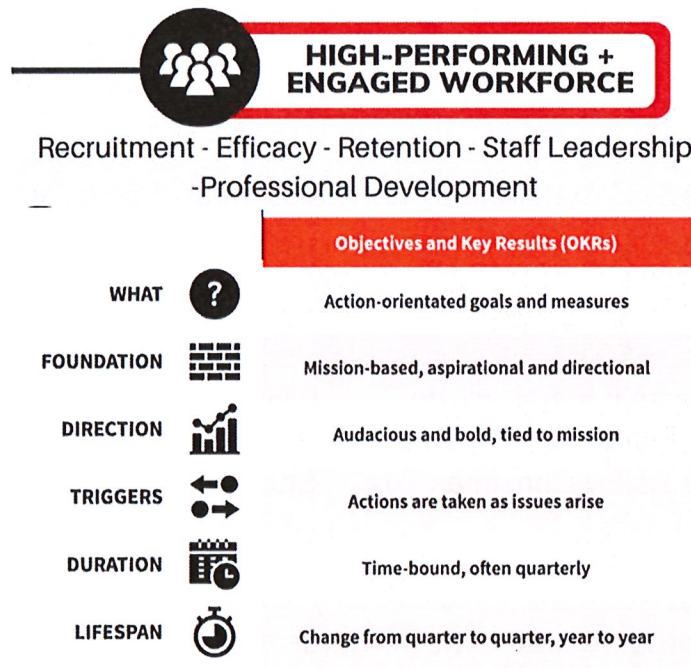 HIGH-PERFORMING +
ENGAGED WORKFORCE
Recruitment - Efficacy - Retention - Staff Leadership
-Professional Development
Objectives and Key Results (OKRs)
WHAT ? Action-orientated goals and measures
FOUNDATION Mission-based, aspirational and directional
DIRECTION Audacious and bold, tied to mission
TRIGGERS Actions are taken as issues arise
DURATION Time-bound, often quarterly
LIFESPAN Change from quarter to quarter, year to year